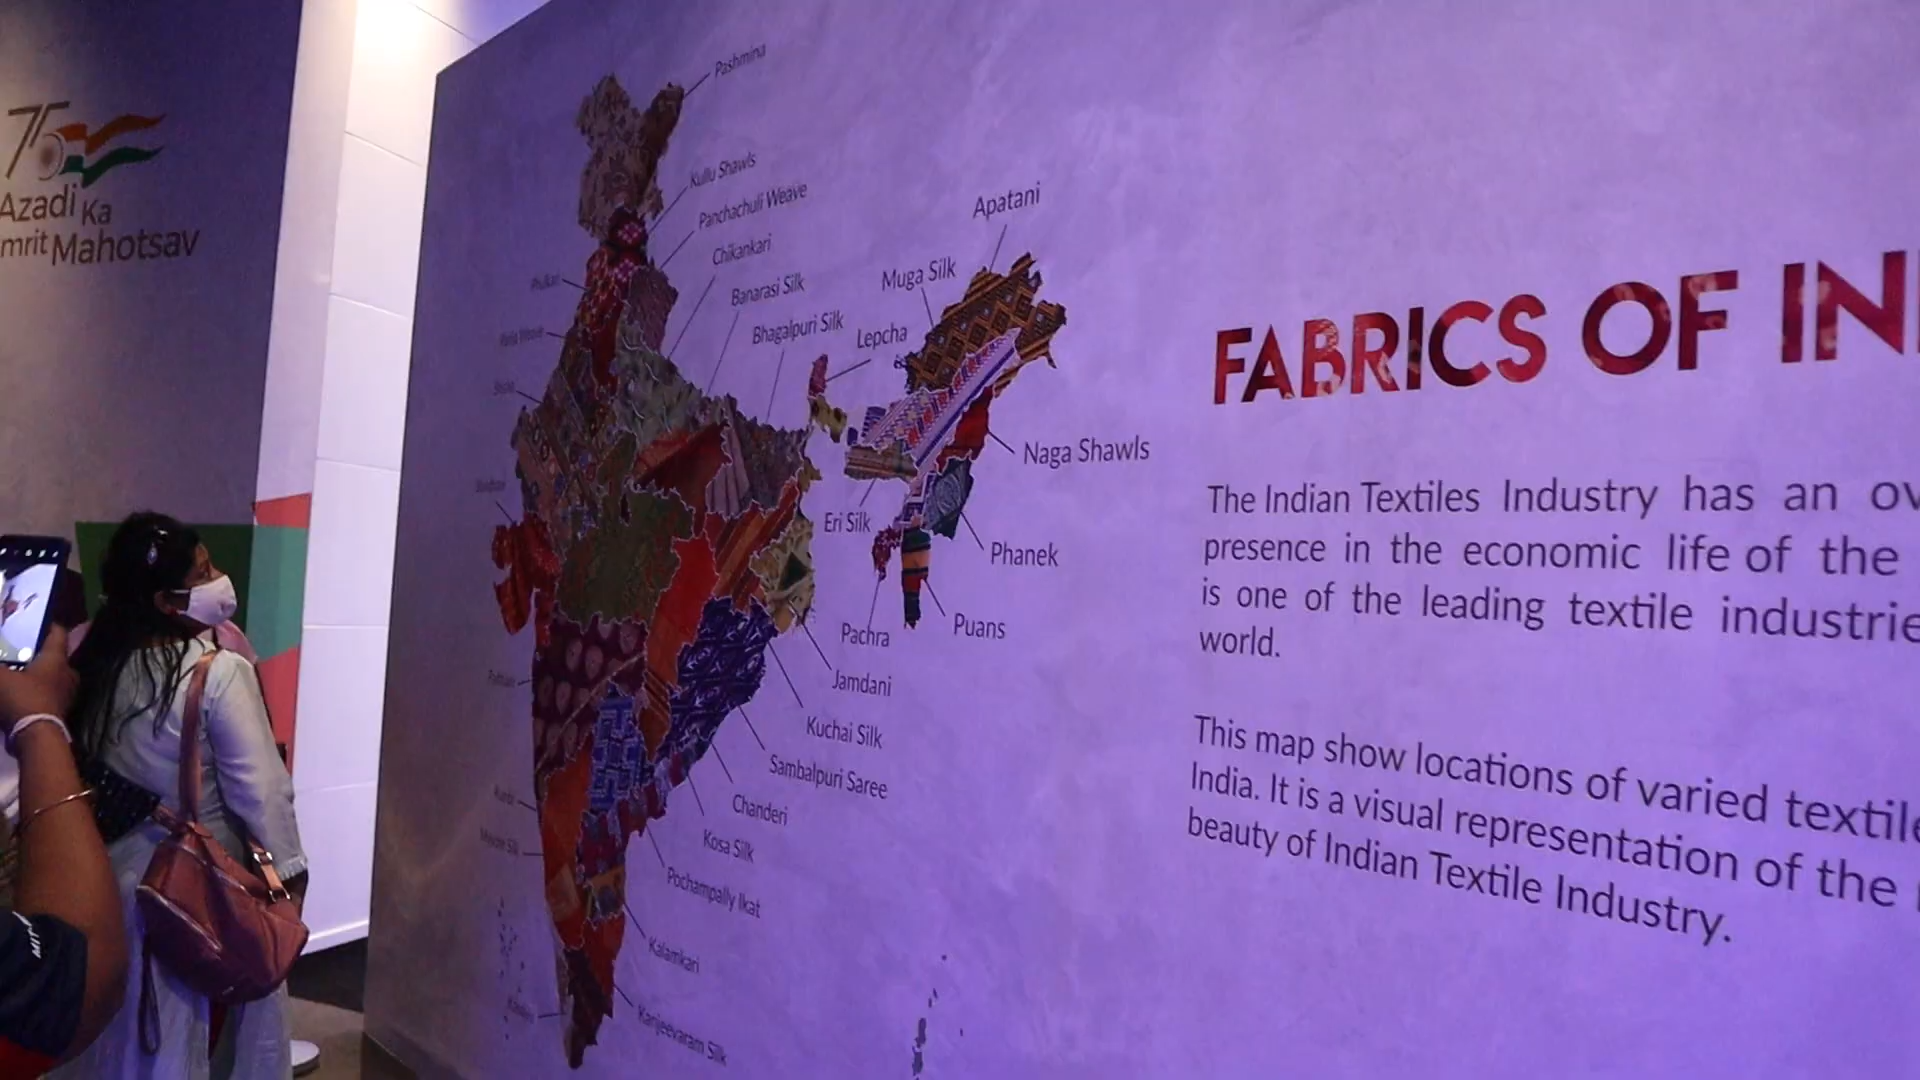 75
Azadi Ka
mrit Mahotsav
Pashmina
Kullu Shawls
Panchachuli Weave
Chikankari
Banarasi Silk
Bhagalpuri Silk
Lepcha
Muga Silk
Apatani
Naga Shawls
Eri Silk
Phanek
Puans
Pachra
Jamdani
Kuchai Silk
Sambalpuri Saree
Chanderi
Kosa Silk
Pochampally Ikat
Kalamkari
Kanjeevaram Silk
Phulkari
Mysore Silk
FABRICS OF IN
The Indian Textiles Industry has an ov
presence in the economic life of the
is one of the leading textile industrie
world.
This map show locations of varied textile
India. It is a visual representation of the
beauty of Indian Textile Industry.